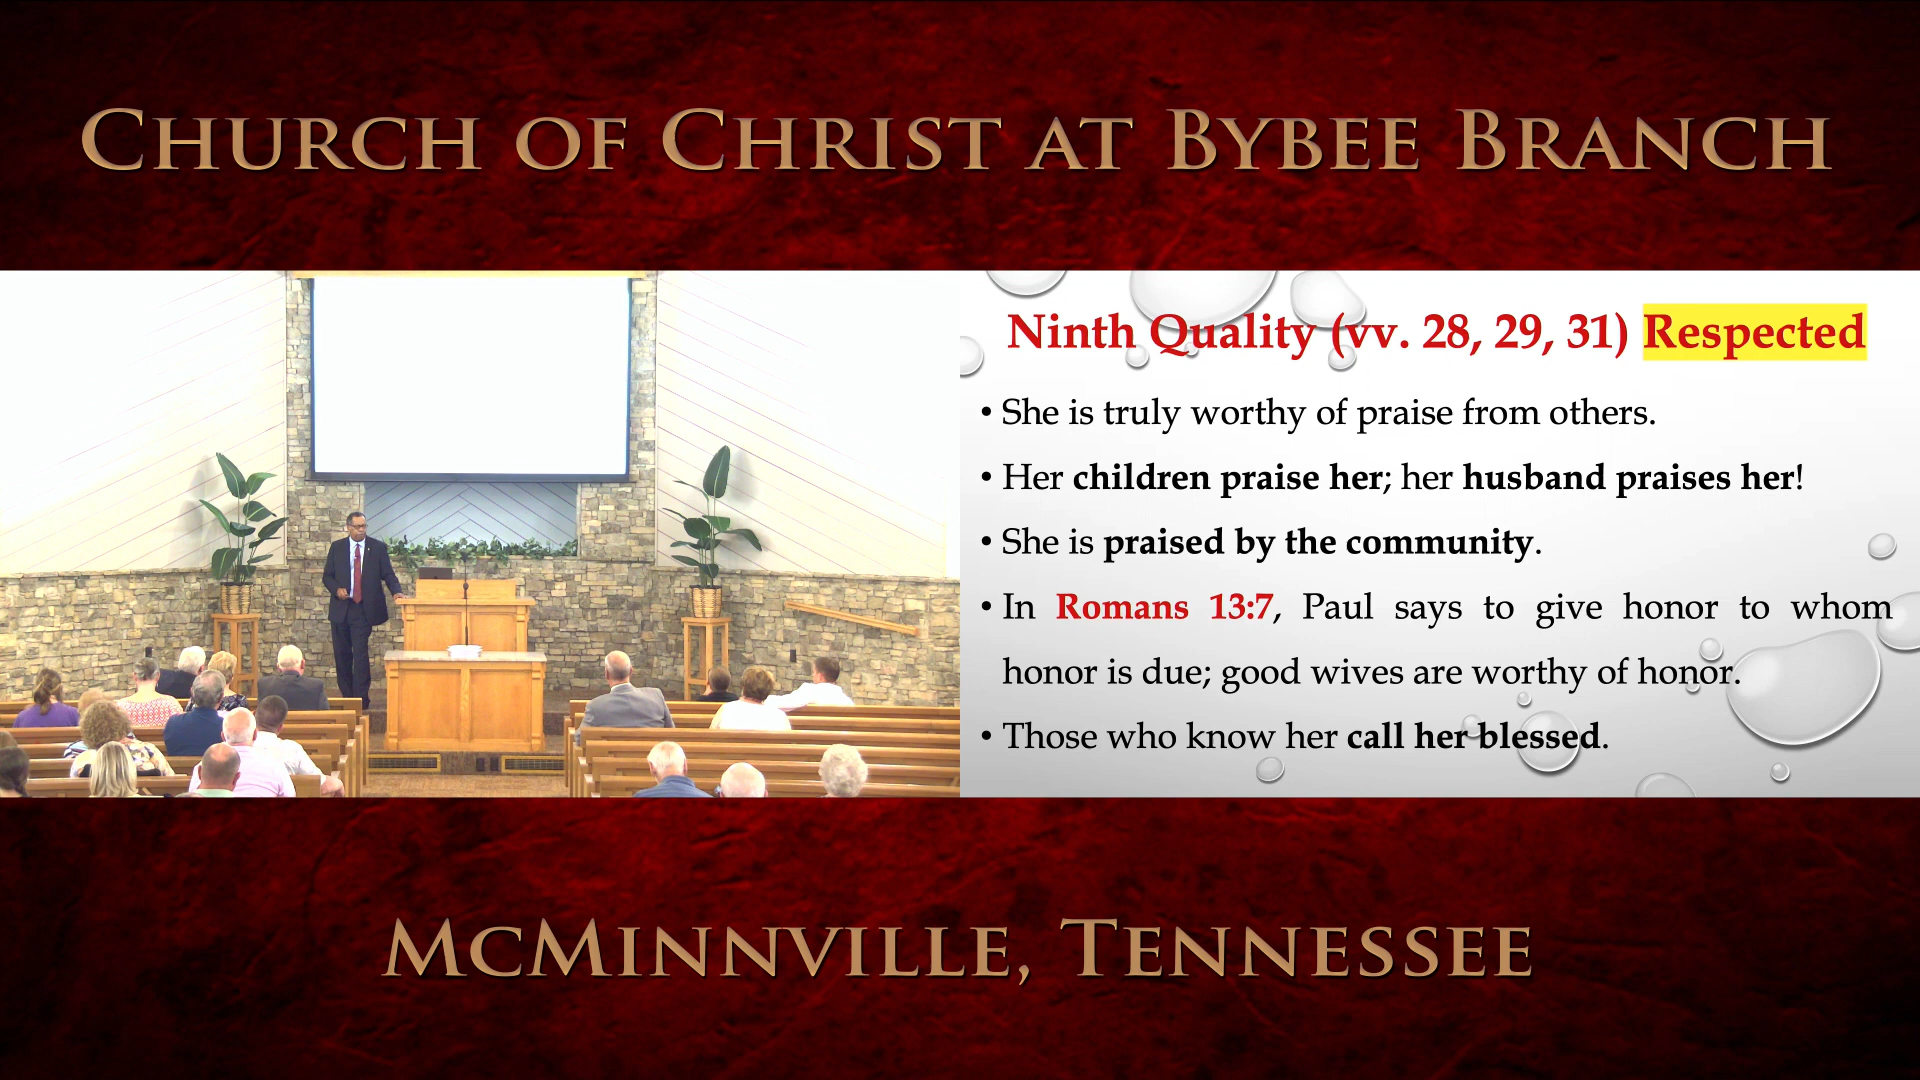 Church of Christ at Bybee Branch
Ninth Quality (vv. 28, 29, 31) Respected
• She is truly worthy of praise from others.
• Her children praise her; her husband praises her!
• She is praised by the community.
• In Romans 13:7, Paul says to give honor to whom
honor is due; good wives are worthy of honor.
• Those who know her call her blessed.
McMinnville, Tennessee